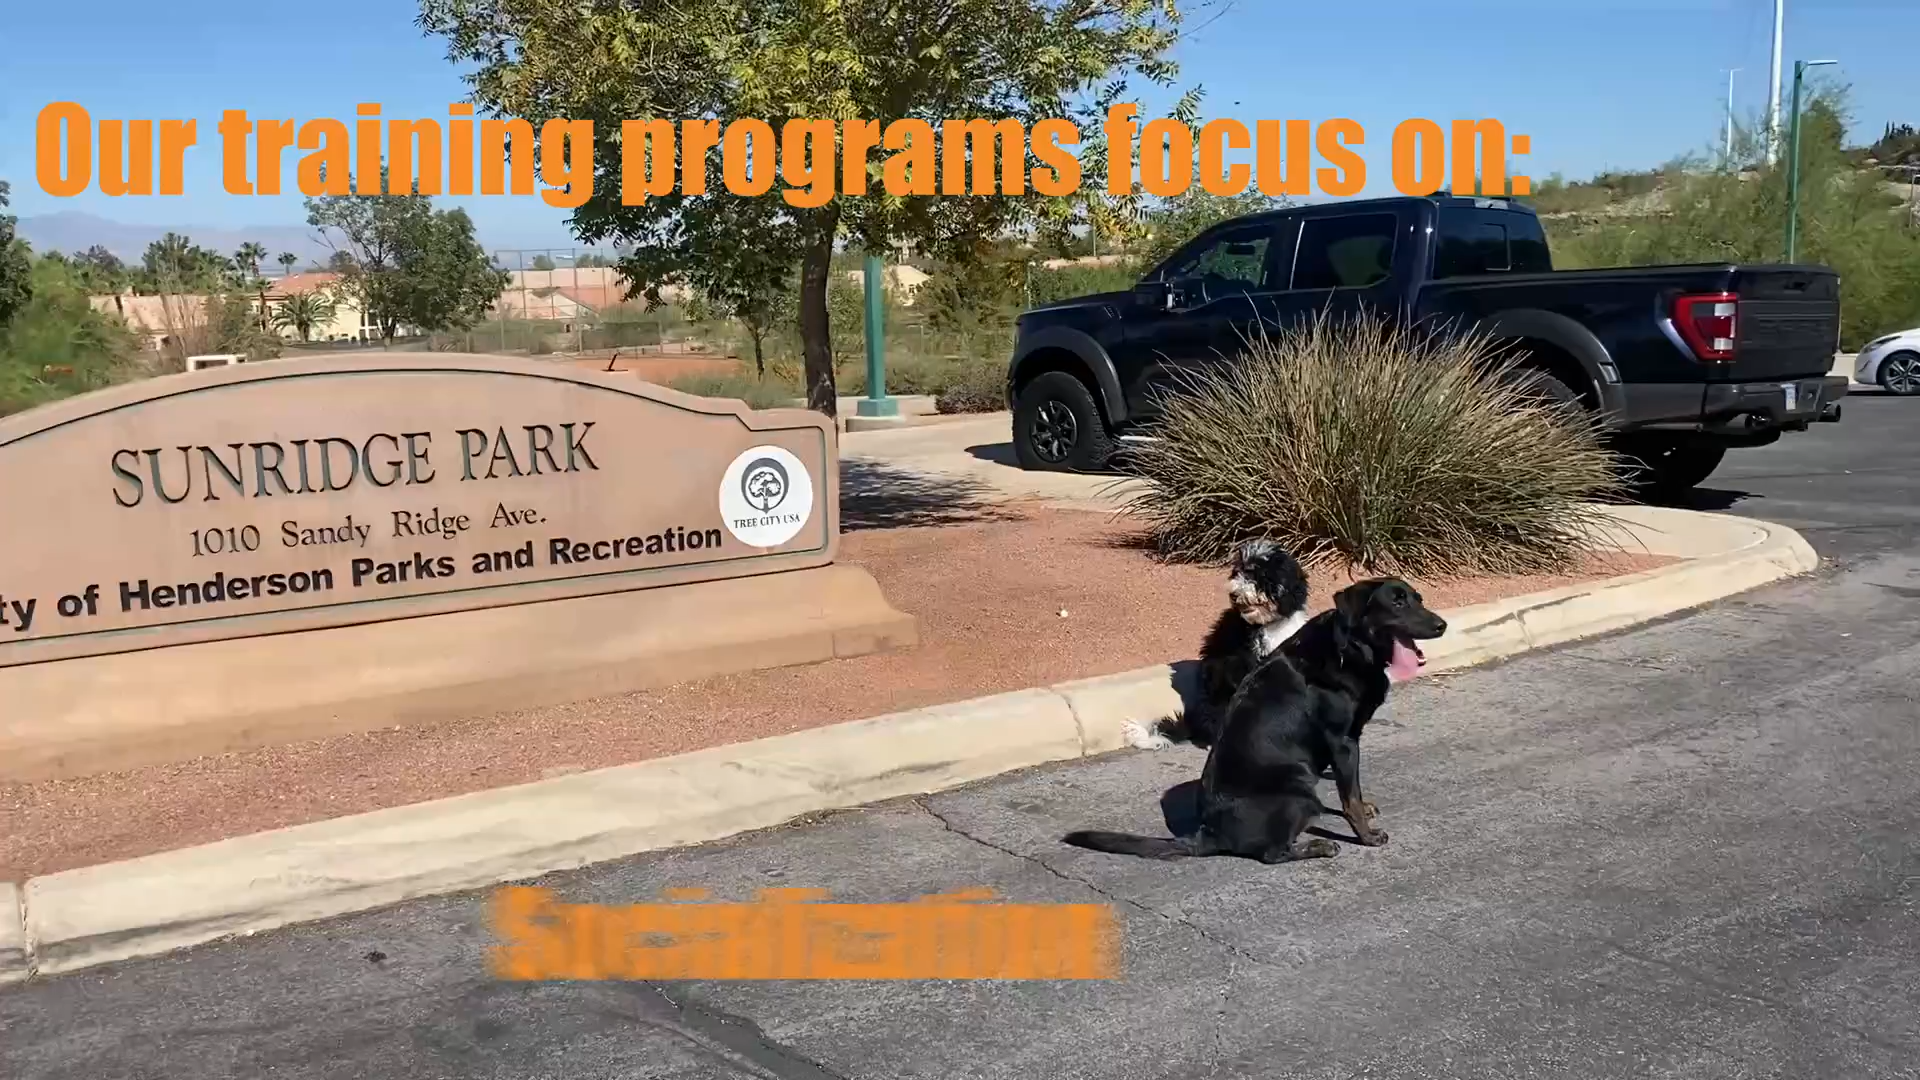 Our training programs focus on:
SUNRIDGE PARK
1010 Sandy Ridge Ave.
ty of Henderson Parks and Recreation
TREE CITY USA
Socialization